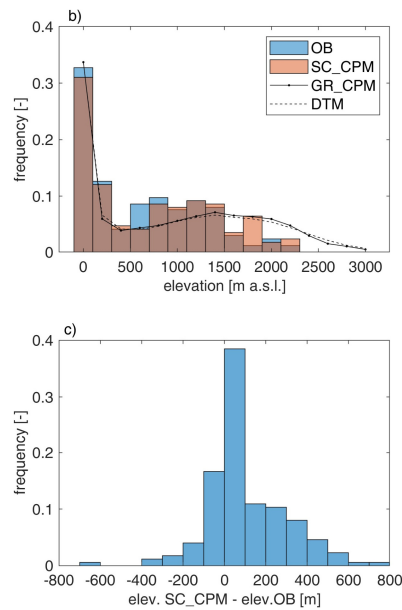 b)
OB
SC_CPM
GR_CPM
DTM
0.4
0.3
0.2
0.1
0
frequency [-]
0 500 1000 1500 2000 2500 3000
elevation [m a.s.l.]
c)
0.4
0.3
0.2
0.1
0
frequency [-]
-800 -600 -400 -200 0 200 400 600 800
elev. SC_CPM - elev.OB [m]